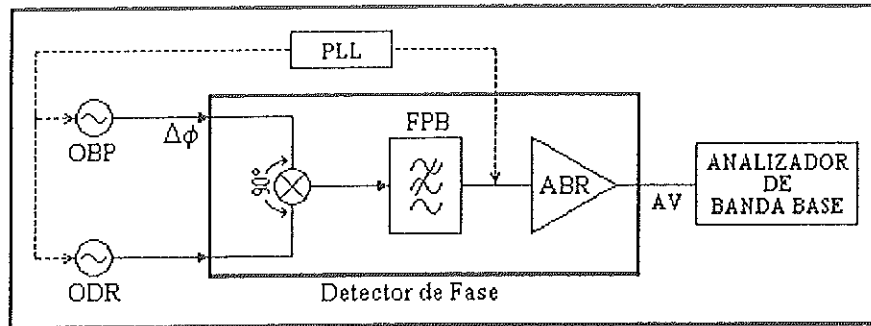 PLL
OBP
Δϕ
90°
FPB
ABR
AV
ANALIZADOR
DE
BANDA BASE
ODR
Detector de Fase